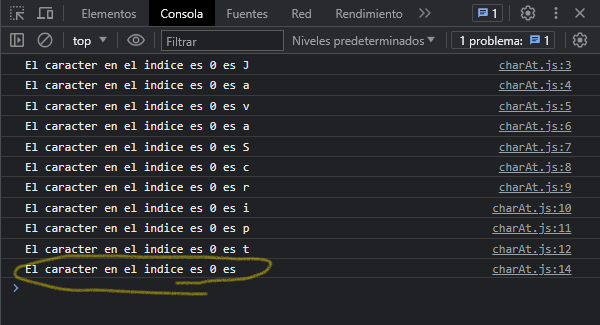 Elementos Consola Fuentes Red Rendimiento 1
top Filtrar Niveles predeterminados 1 problema: 1
El caracter en el indice es 0 es J charAt.js:3
El caracter en el indice es 0 es a charAt.js:4
El caracter en el indice es 0 es v charAt.js:5
El caracter en el indice es 0 es a charAt.js:6
El caracter en el indice es 0 es S charAt.js:7
El caracter en el indice es 0 es c charAt.js:8
El caracter en el indice es 0 es r charAt.js:9
El caracter en el indice es 0 es i charAt.js:10
El caracter en el indice es 0 es p charAt.js:11
El caracter en el indice es 0 es t charAt.js:12
El caracter en el indice es 0 es charAt.js:14